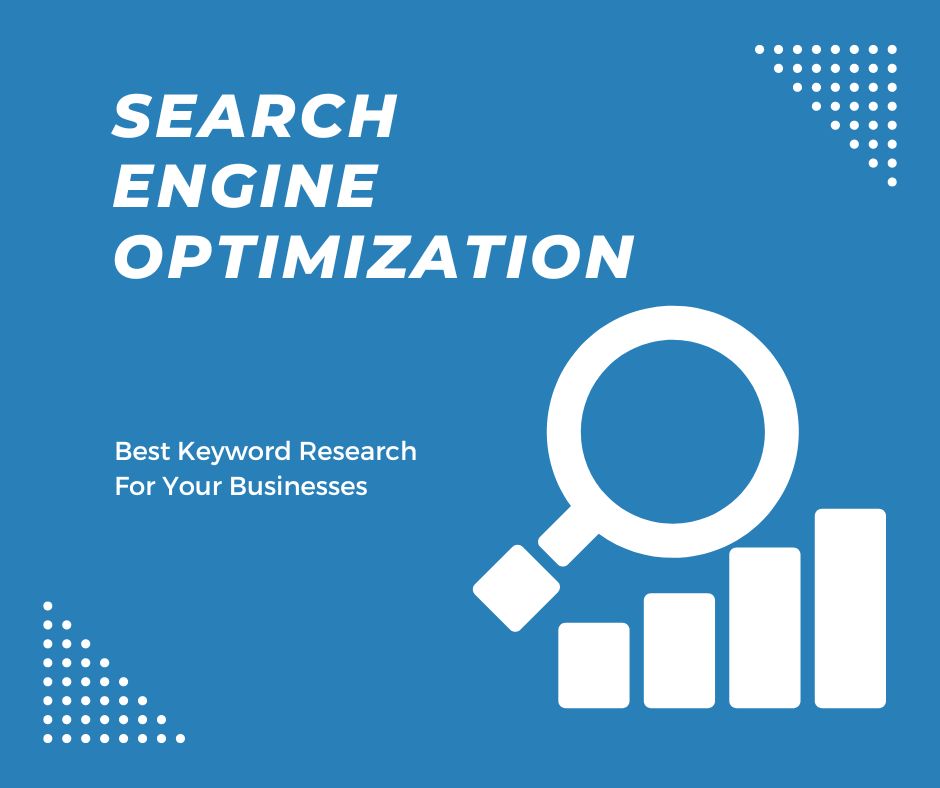 SEARCH
ENGINE
OPTIMIZATION
Best Keyword Research
For Your Businesses